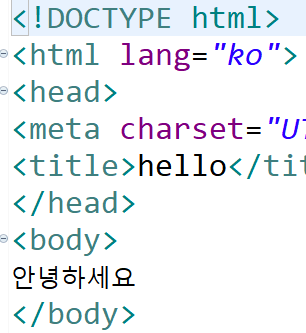 <!DOCTYPE html>
<html lang="ko">
<head>
<meta charset="U
<title>hello</tit
</head>
<body>
안녕하세요
</body>